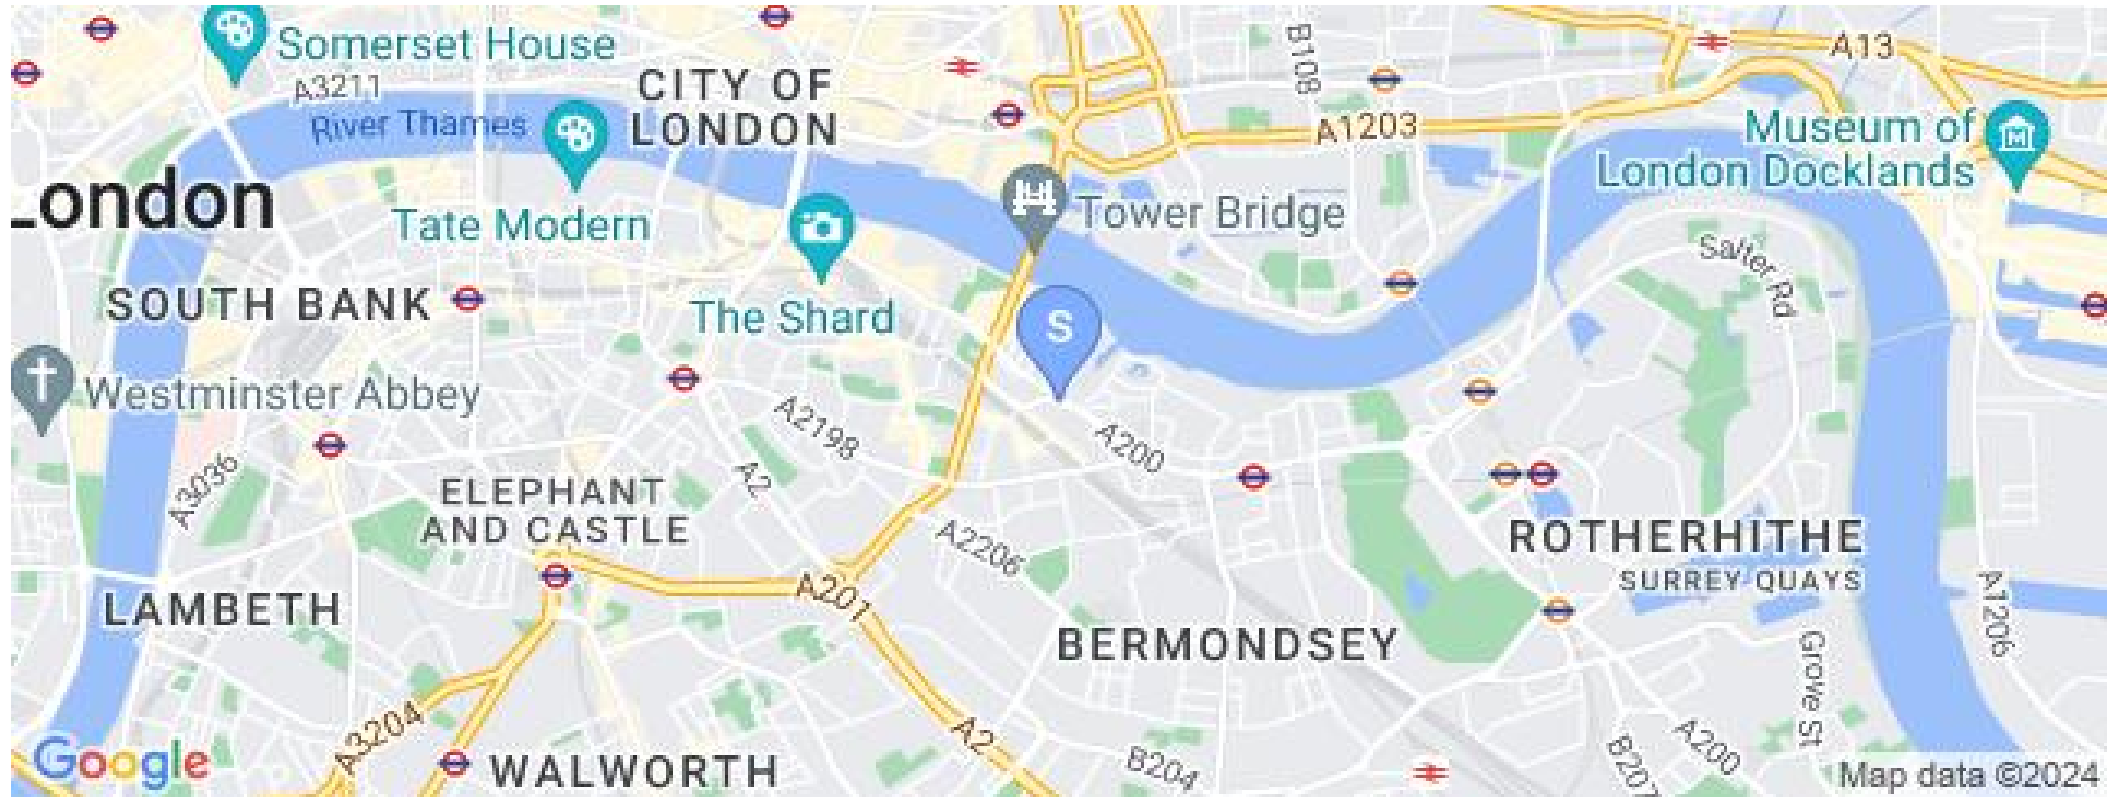 Somerset House
A3211
River Thames
CITY OF
LONDON
B108
A13
A1203
Museum of
London Docklands
London
Tate Modern
Tower Bridge
Salter Rd
SOUTH BANK
The Shard
S
Westminster Abbey
A2198
A200
A3036
A2
ELEPHANT
AND CASTLE
A2206
ROTHERHITHE
SURREY QUAYS
A201
LAMBETH
A1206
BERMONDSEY
Grove St
A3204
A2
A200
B204
B207
WALWORTH
Google
Map data ©2024